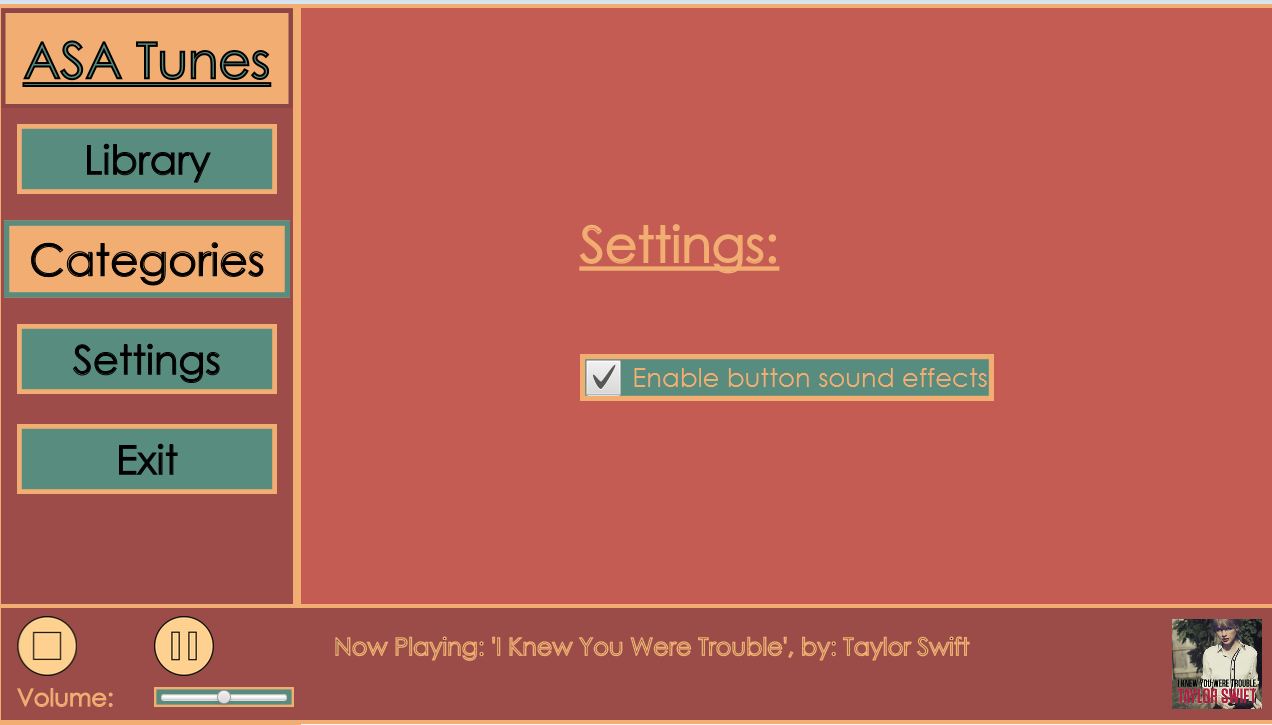 ASA Tunes
Library
Categories
Settings
Exit
Settings:
Enable button sound effects
Now Playing: 'I Knew You Were Trouble', by: Taylor Swift
Volume:
I KNEW YOU WERE TROUBLE.
TAYLOR SWIFT